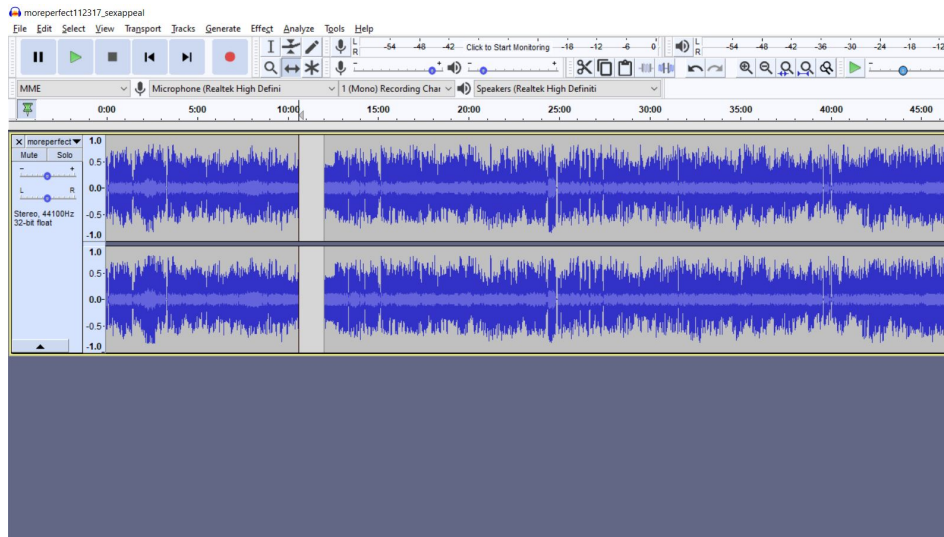 moreperfect112317_sexappeal
File Edit Select View Transport Tracks Generate Effect Analyze Tools Help
L R -54 -48 -42 Click to Start Monitoring -18 -12 -6 0 L R -54 -48 -42 -36 -30 -24 -18 -12
MME Microphone (Realtek High Defini 1 (Mono) Recording Char Speakers (Realtek High Definiti
0:00 5:00 10:00 15:00 20:00 25:00 30:00 35:00 40:00 45:00
moreperfect 1.0
Mute Solo
- + 0.5
L R 0.0
Stereo, 44100Hz -0.5
32-bit float
-1.0
1.0
0.5
0.0
-0.5
-1.0